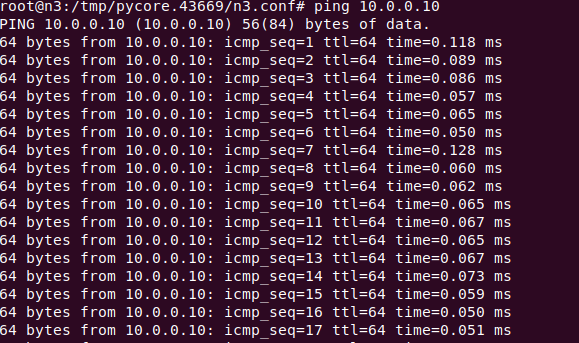 root@n3:/tmp/pycore.43669/n3.conf# ping 10.0.0.10
PING 10.0.0.10 (10.0.0.10) 56(84) bytes of data.
64 bytes from 10.0.0.10: icmp_seq=1 ttl=64 time=0.118 ms
64 bytes from 10.0.0.10: icmp_seq=2 ttl=64 time=0.089 ms
64 bytes from 10.0.0.10: icmp_seq=3 ttl=64 time=0.086 ms
64 bytes from 10.0.0.10: icmp_seq=4 ttl=64 time=0.057 ms
64 bytes from 10.0.0.10: icmp_seq=5 ttl=64 time=0.065 ms
64 bytes from 10.0.0.10: icmp_seq=6 ttl=64 time=0.050 ms
64 bytes from 10.0.0.10: icmp_seq=7 ttl=64 time=0.128 ms
64 bytes from 10.0.0.10: icmp_seq=8 ttl=64 time=0.060 ms
64 bytes from 10.0.0.10: icmp_seq=9 ttl=64 time=0.062 ms
64 bytes from 10.0.0.10: icmp_seq=10 ttl=64 time=0.065 ms
64 bytes from 10.0.0.10: icmp_seq=11 ttl=64 time=0.067 ms
64 bytes from 10.0.0.10: icmp_seq=12 ttl=64 time=0.065 ms
64 bytes from 10.0.0.10: icmp_seq=13 ttl=64 time=0.067 ms
64 bytes from 10.0.0.10: icmp_seq=14 ttl=64 time=0.073 ms
64 bytes from 10.0.0.10: icmp_seq=15 ttl=64 time=0.059 ms
64 bytes from 10.0.0.10: icmp_seq=16 ttl=64 time=0.050 ms
64 bytes from 10.0.0.10: icmp_seq=17 ttl=64 time=0.051 ms